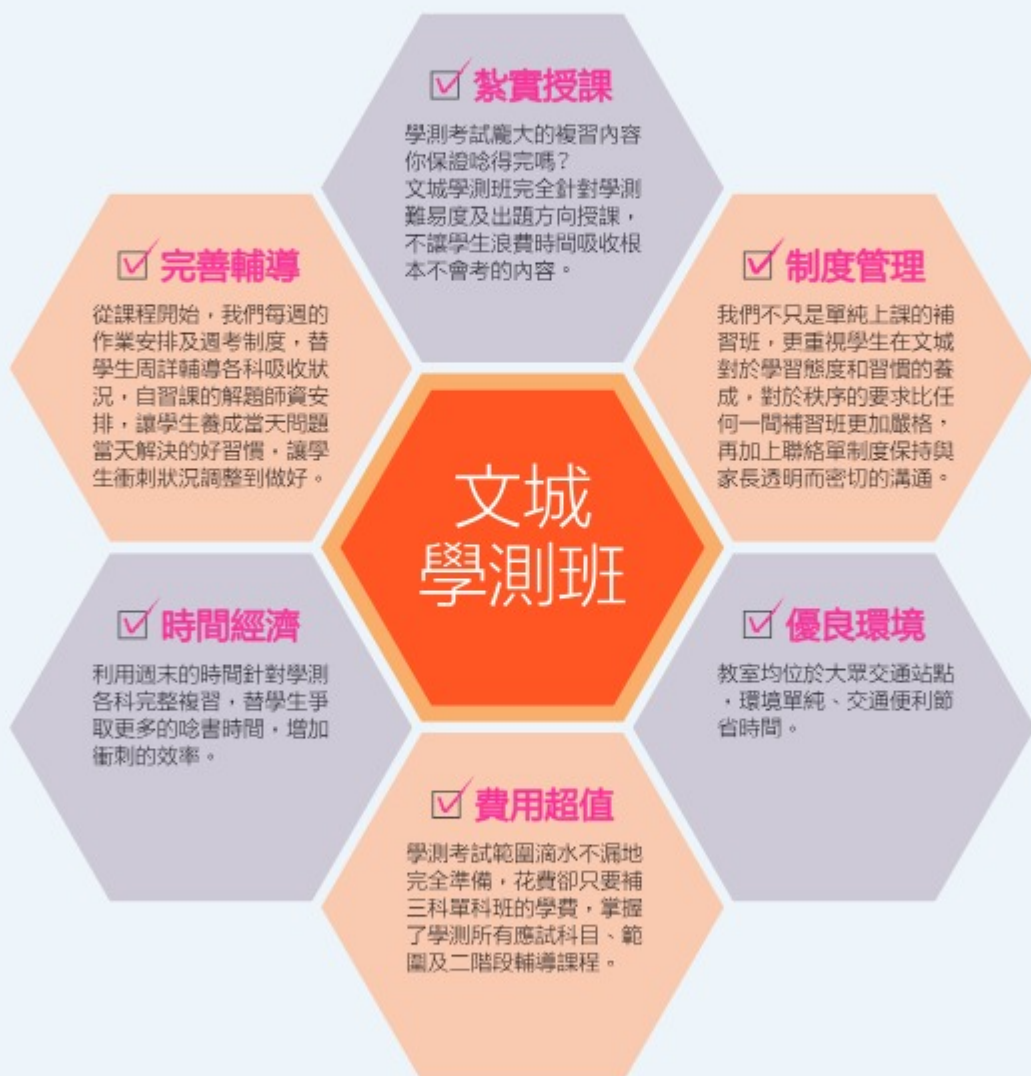 紮實授課
學測考試龐大的複習內容
你保證唸得完嗎？
文城學測班完全針對學測
難易度及出題方向授課，
不讓學生浪費時間吸收根
本不會考的內容。
完善輔導
從課程開始，我們每週的
作業安排及週考制度，替
學生周詳輔導各科吸收狀
況，自習課的解題師資安
排，讓學生養成當天問題
當天解決的好習慣，讓學
生衝刺狀況調整到做好。
制度管理
我們不只是單純上課的補
習班，更重視學生在文城
對於學習態度和習慣的養
成，對於秩序的要求比任
何一間補習班更加嚴格，
再加上聯絡單制度保持與
家長透明而密切的溝通。
文城
學測班
時間經濟
利用週末的時間針對學測
各科完整複習，替學生爭
取更多的唸書時間，增加
衝刺的效率。
優良環境
教室均位於大眾交通站點
，環境單純、交通便利節
省時間。
費用超值
學測考試範圍滴水不漏地
完全準備，花費卻只要補
三科單科班的學費，掌握
了學測所有應試科目、範
圍及二階段輔導課程。